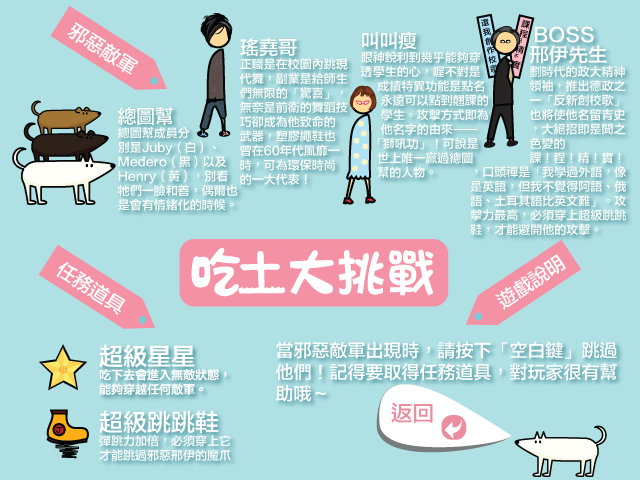 邪惡敵軍
總圖幫
總圖幫成員分
別是Juby（白）、
Medero（黑）以及
Henry（黃），別看
牠們一臉和善，偶爾也
是會有情緒化的時候。
瑤堯哥
正職是在校園內跳現
代舞，副業是給師生
們無限的「驚喜」，
無奈是前衛的舞蹈技
巧卻成為他致命的
武器，塑膠繩鞋也
曾在60年代風靡一
時，可為環保時尚
的一大代表！
叫叫瘦
眼神銳利到幾乎能夠穿
透學生的心，喔不對是
成績特異功能是點名
永遠可以點到翹課的
學生。攻擊方式即為
他名字的由來──
「獅吼功」！可說是
世上唯一贏過總圖
幫的人物。
還我創作校書
課程精實
BOSS
邢伊先生
劃時代的政大精神
領袖，推出德政之
一「反新創校歌」
也將使他名留青史
，大絕招即是聞之
色變的
課！程！精！實！
，口頭禪是「我學過外語，像
是英語，但我不覺得阿語、俄
語、土耳其語比英文難」。攻
擊力最高，必須穿上超級跳跳
鞋，才能避開他的攻擊。
吃土大挑戰
任務道具
超級星星
吃下去會進入無敵狀態，
能夠穿越任何敵軍。
超級跳跳鞋
彈跳力加倍，必須穿上它
才能跳過邪惡邢伊的魔爪
遊戲說明
當邪惡敵軍出現時，請按下「空白鍵」跳過
他們！記得要取得任務道具，對玩家很有幫
助哦～
返回